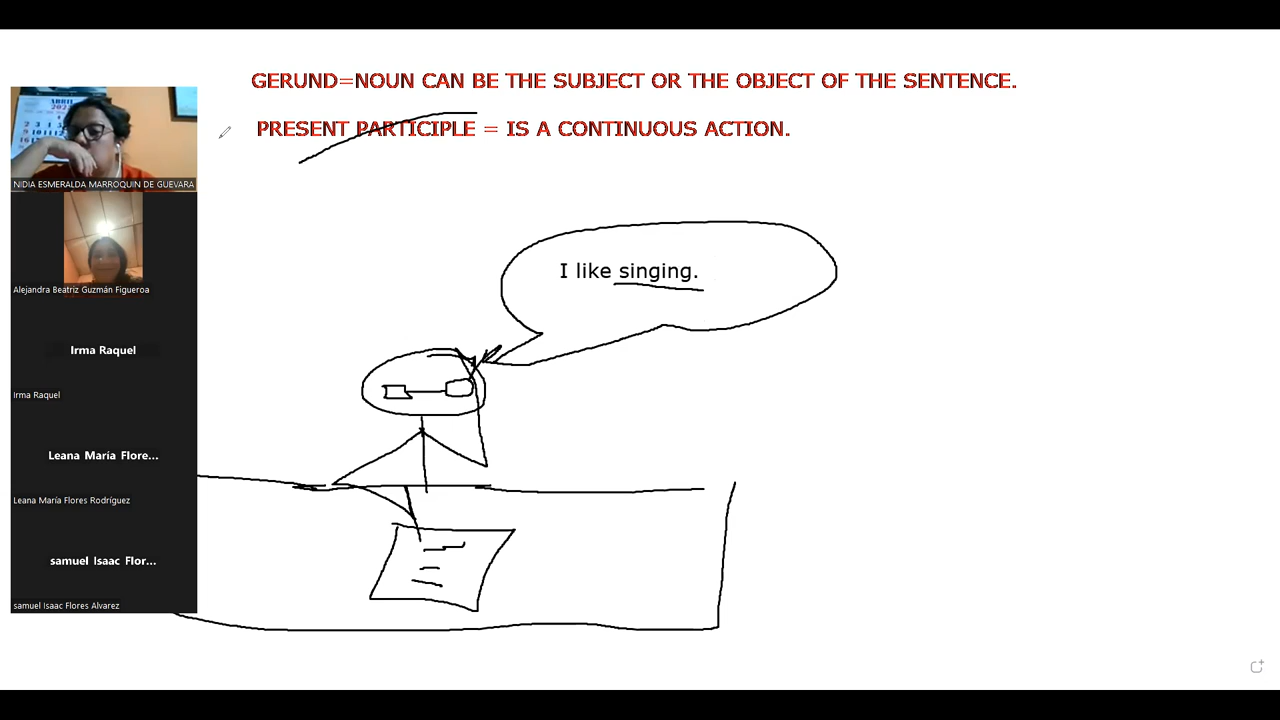 GERUND=NOUN CAN BE THE SUBJECT OR THE OBJECT OF THE SENTENCE.
PRESENT PARTICIPLE = IS A CONTINUOUS ACTION.
ABRIL
NIDIA ESMERALDA MARROQUIN DE GUEVARA
I like singing.
Alejandra Beatriz Guzmán Figueroa
Irma Raquel
Irma Raquel
Leana María Flore...
Leana María Flores Rodríguez
samuel Isaac Flor...
samuel Isaac Flores Alvarez